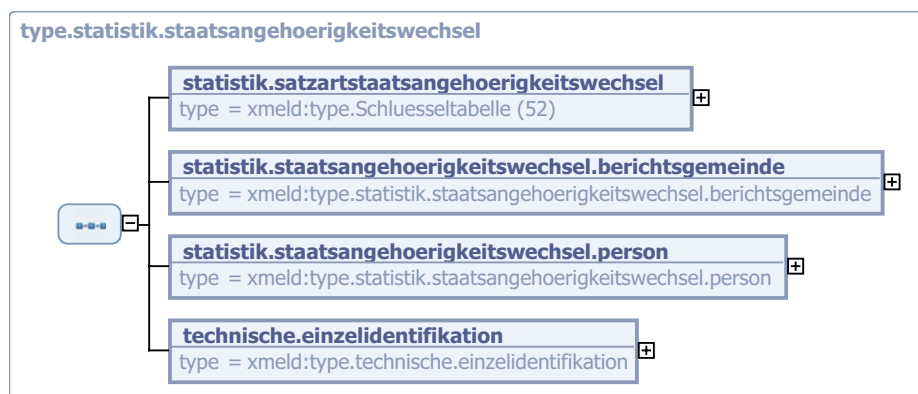 type.statistik.staatsangehoerigkeitswechsel
statistik.satzartstaatsangehoerigkeitswechsel
type = xmeld:type.Schluesseltabelle (52)
statistik.staatsangehoerigkeitswechsel.berichtsgemeinde
type = xmeld:type.statistik.staatsangehoerigkeitswechsel.berichtsgemeinde
statistik.staatsangehoerigkeitswechsel.person
type = xmeld:type.statistik.staatsangehoerigkeitswechsel.person
technische.einzelidentifikation
type = xmeld:type.technische.einzelidentifikation